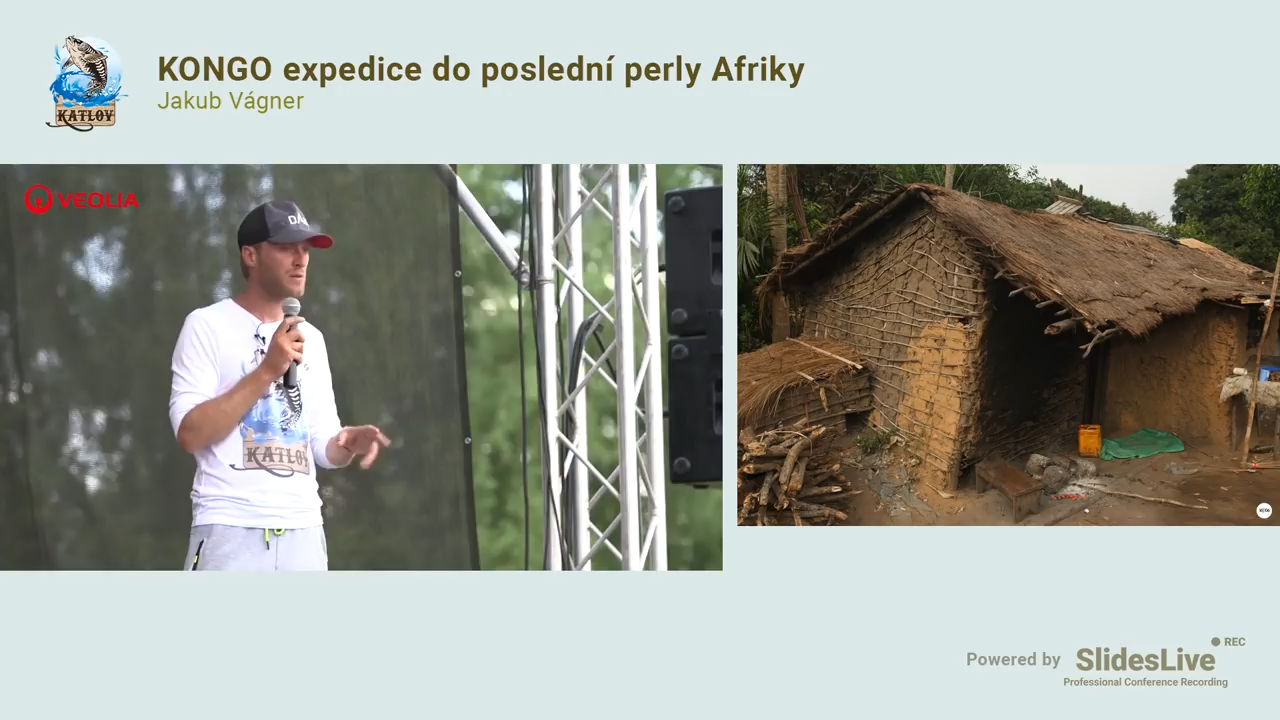 KATLOV
KONGO expedice do poslední perly Afriky
Jakub Vágner
VEOLIA
KATLOV
Powered by
SlidesLive
REC
Professional Conference Recording